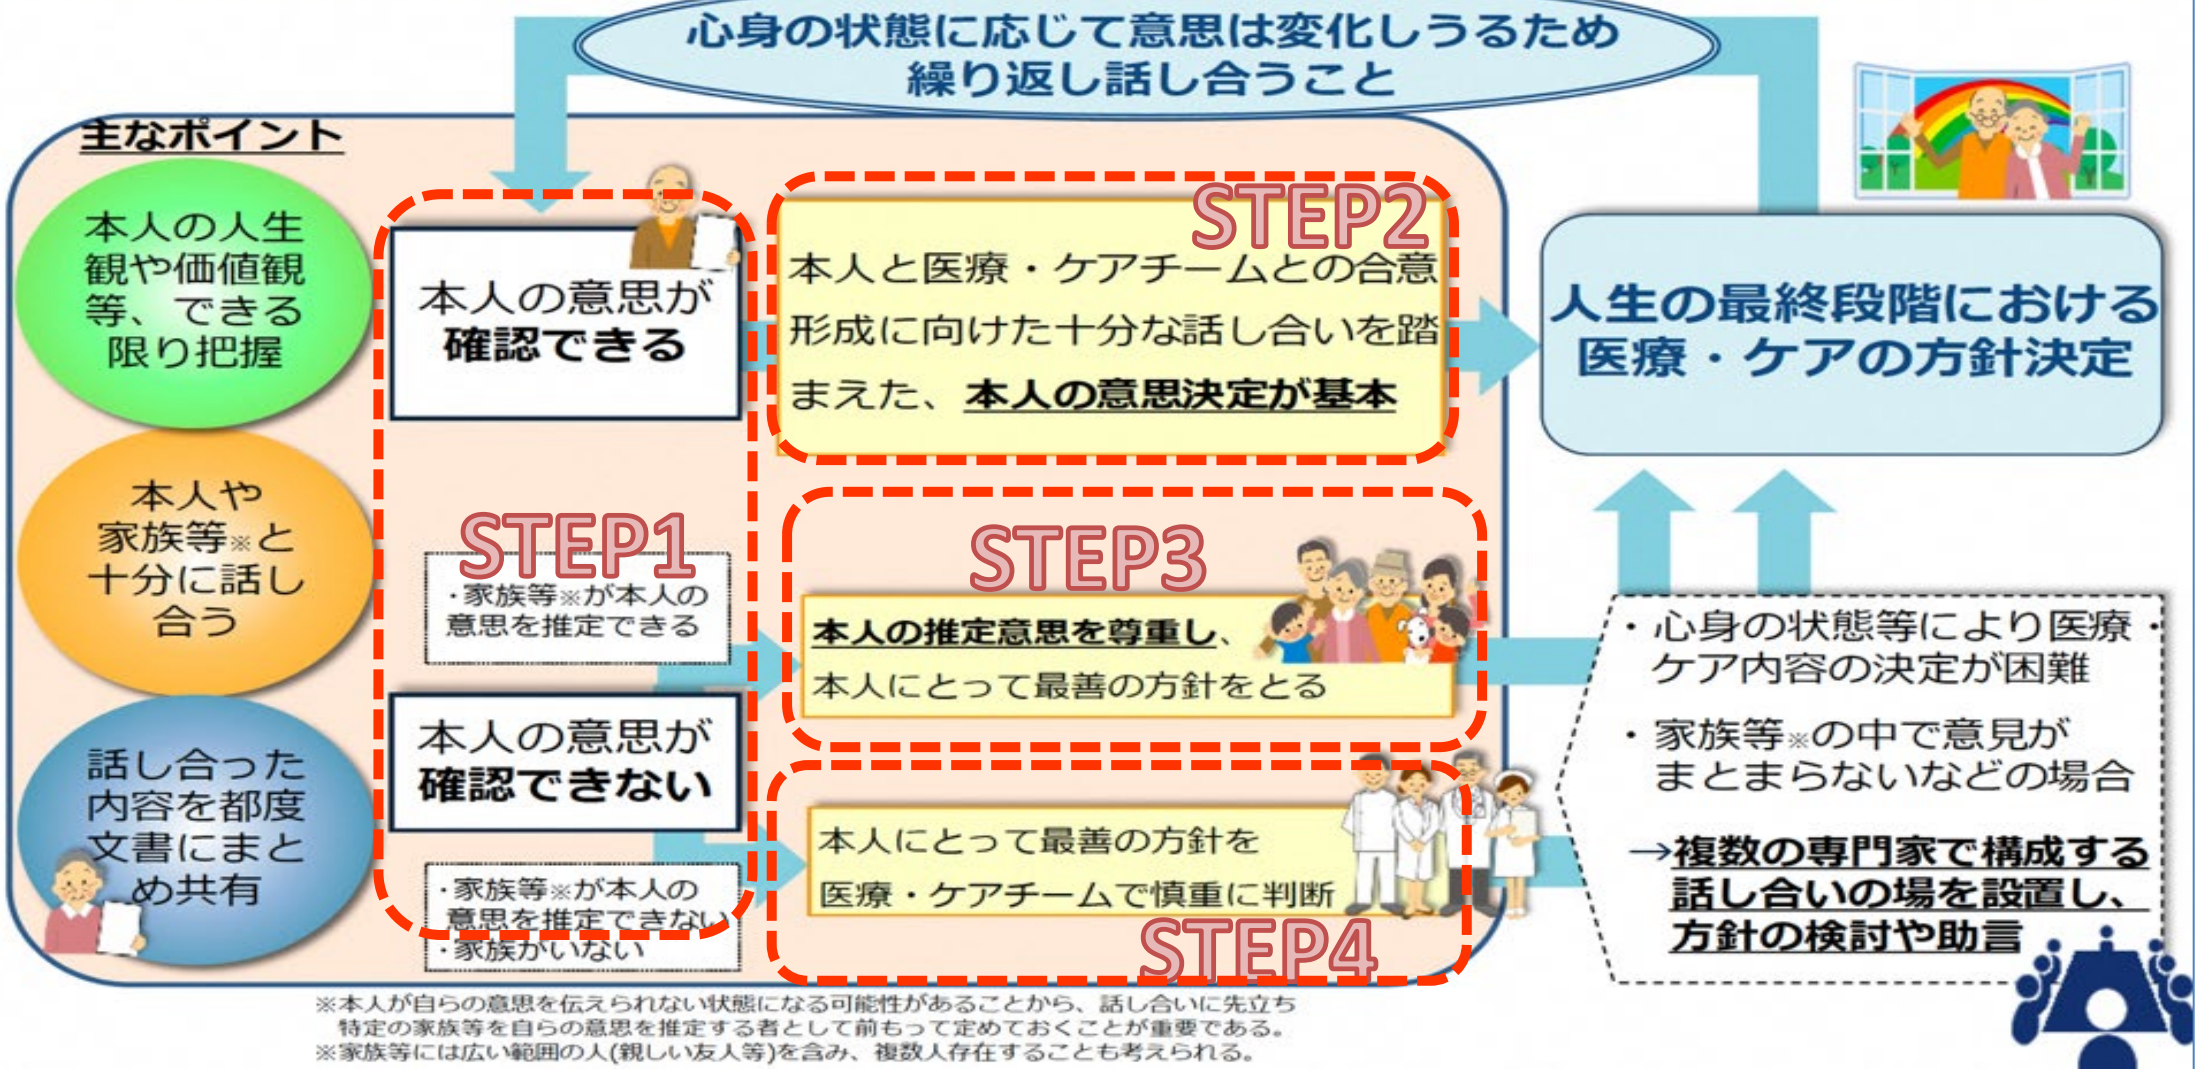 心身の状態に応じて意思は変化しうるため
繰り返し話し合うこと
主なポイント
本人の人生
観や価値観
等、できる
限り把握
本人や
家族等※と
十分に話し
合う
話し合った
内容を都度
文書にまと
め共有
STEP1
本人の意思が
確認できる
・家族等※が本人の
意思を推定できる
本人の意思が
確認できない
・家族等※が本人の
意思を推定できない
・家族がいない
STEP2
本人と医療・ケアチームとの合意
形成に向けた十分な話し合いを踏
まえた、本人の意思決定が基本
STEP3
本人の推定意思を尊重し、
本人にとって最善の方針をとる
本人にとって最善の方針を
医療・ケアチームで慎重に判断
STEP4
人生の最終段階における
医療・ケアの方針決定
・心身の状態等により医療・
ケア内容の決定が困難
・家族等※の中で意見が
まとまらないなどの場合
→複数の専門家で構成する
話し合いの場を設置し、
方針の検討や助言
※本人が自らの意思を伝えられない状態になる可能性があることから、話し合いに先立ち
特定の家族等を自らの意思を推定する者として前もって定めておくことが重要である。
※家族等には広い範囲の人(親しい友人等)を含み、複数人存在することも考えられる。